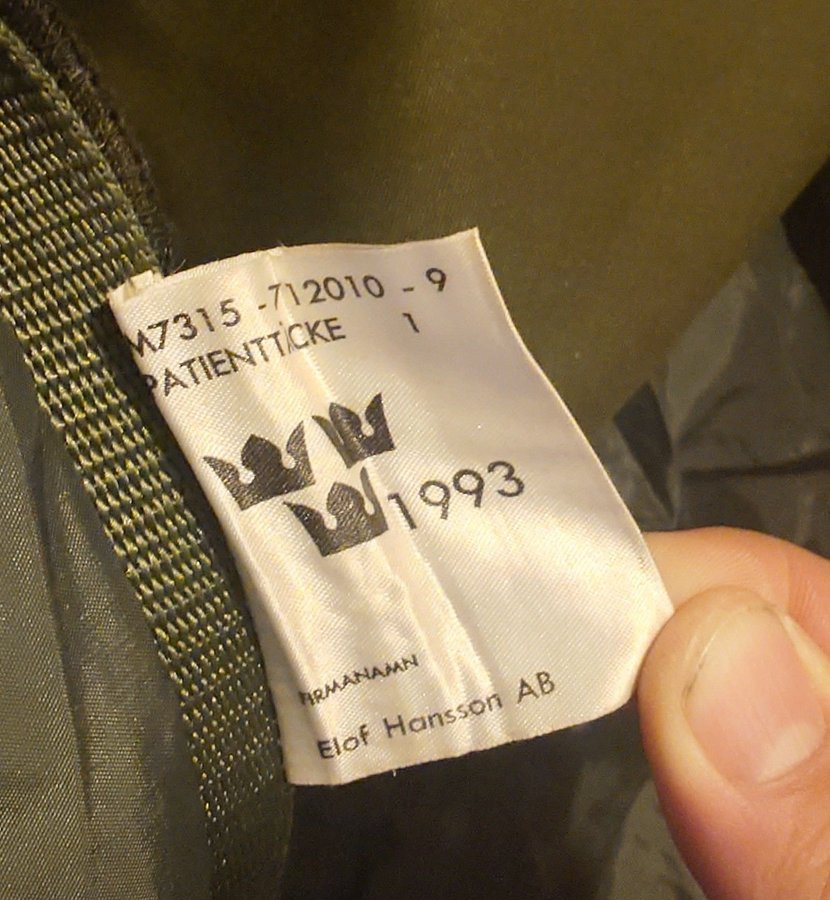 M7315-712010-9
PATIENTTÄCKE 1
1993
FIRMANAMN
Elof Hansson AB